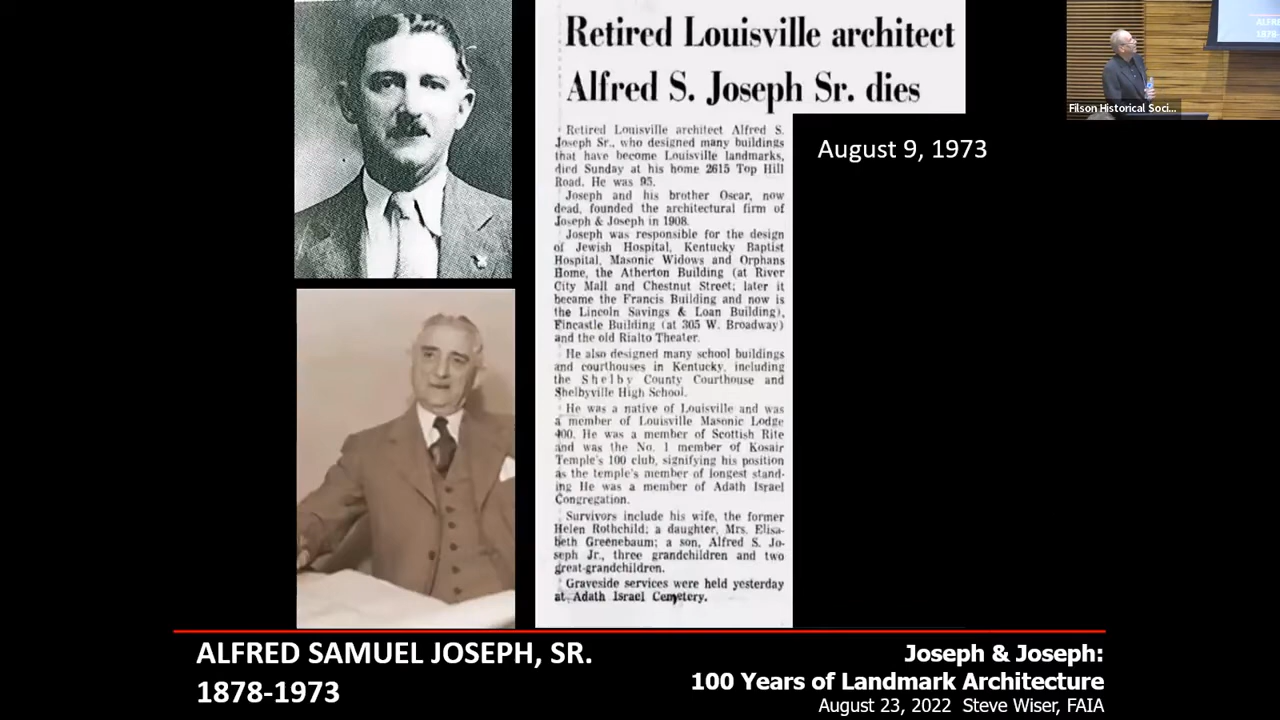 Retired Louisville architect
Alfred S. Joseph Sr. dies
Retired Louisville architect Alfred S.
Joseph Sr., who designed many buildings
that have become Louisville landmarks,
died Sunday at his home 2615 Top Hill
Road. He was 95.
Joseph and his brother Oscar, now
dead, founded the architectural firm of
Joseph & Joseph in 1908.
Joseph was responsible for the design
of Jewish Hospital, Kentucky Baptist
Hospital, Masonic Widows and Orphans
Home, the Atherton Building (at River
City Mall and Chestnut Street; later it
became the Francis Building and now is
the Lincoln Savings & Loan Building),
Fincastle Building (at 305 W. Broadway)
and the old Rialto Theater.
He also designed many school buildings
and courthouses in Kentucky, including
the Shelby County Courthouse and
Shelbyville High School.
He was a native of Louisville and was
a member of Louisville Masonic Lodge
400. He was a member of Scottish Rite
and was the No. 1 member of Kosair
Temple's 100 club, signifying his position
as the temple's member of longest stand-
ing He was a member of Adath Israel
Congregation.
Survivors include his wife, the former
Helen Rothchild; a daughter, Mrs. Elisa-
beth Greenebaum; a son, Alfred S. Jo-
seph Jr., three grandchildren and two
great-grandchildren.
Graveside services were held yesterday
at Adath Israel Cemetery.
August 9, 1973
ALFRE
1878-
Filson Historical Soci...
ALFRED SAMUEL JOSEPH, SR.
1878-1973
Joseph & Joseph:
100 Years of Landmark Architecture
August 23, 2022 Steve Wiser, FAIA